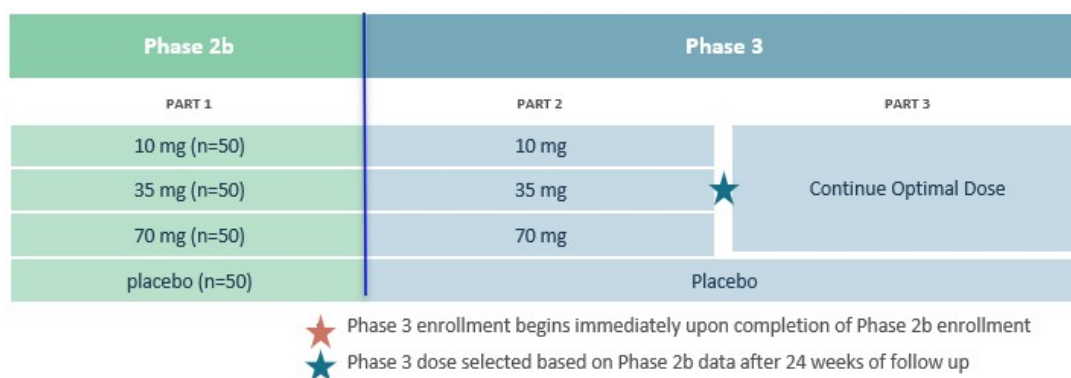 Phase 2b
Phase 3
PART 1
PART 2
PART 3
10 mg (n=50)
10 mg
35 mg (n=50)
35 mg
Continue Optimal Dose
70 mg (n=50)
70 mg
placebo (n=50)
Placebo
Phase 3 enrollment begins immediately upon completion of Phase 2b enrollment
Phase 3 dose selected based on Phase 2b data after 24 weeks of follow up